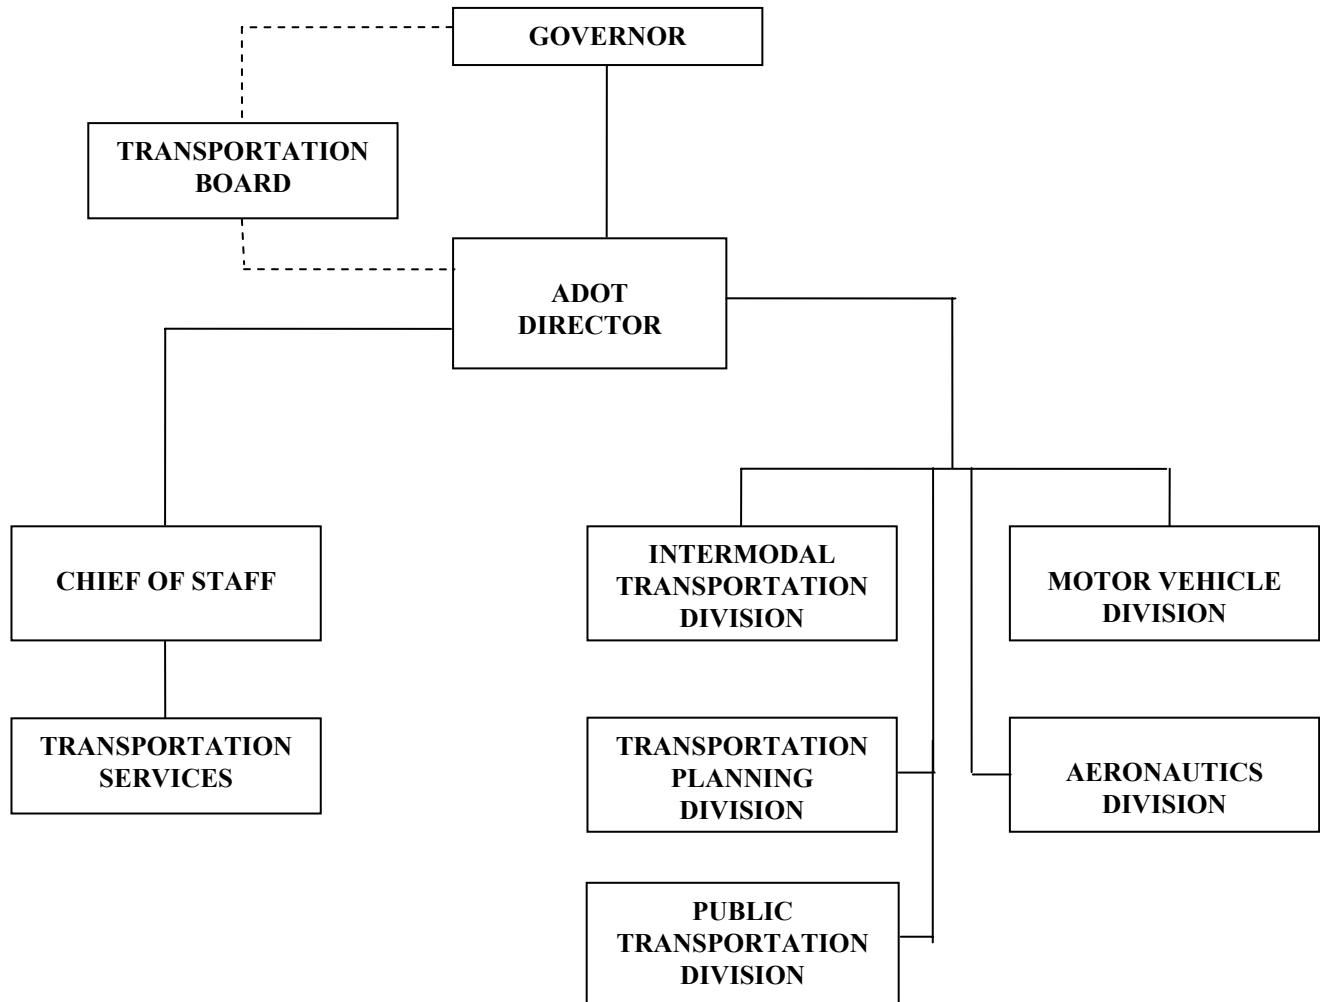 GOVERNOR
TRANSPORTATION
BOARD
ADOT
DIRECTOR
CHIEF OF STAFF
INTERMODAL
TRANSPORTATION
DIVISION
MOTOR VEHICLE
DIVISION
TRANSPORTATION
SERVICES
TRANSPORTATION
PLANNING
DIVISION
AERONAUTICS
DIVISION
PUBLIC
TRANSPORTATION
DIVISION